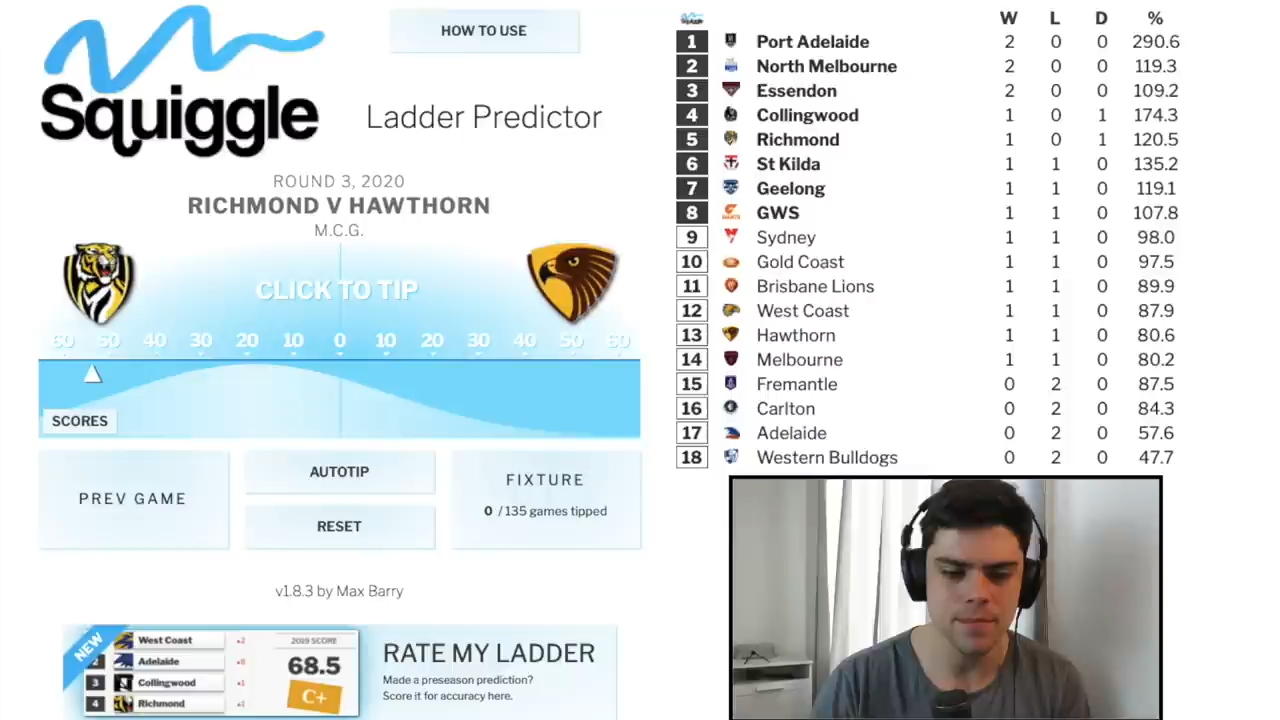 Squiggle
HOW TO USE
Ladder Predictor
ROUND 3, 2020
RICHMOND V HAWTHORN
M.C.G.
CLICK TO TIP
60 50 40 30 20 10 0 10 20 30 40 50 60
SCORES
PREV GAME
AUTOTIP
RESET
FIXTURE
0 / 135 games tipped
v1.8.3 by Max Barry
NEW
West Coast
2 Adelaide
3 Collingwood
4 Richmond
2019 SCORE
68.5
C+
RATE MY LADDER
Made a preseason prediction?
Score it for accuracy here.
W L D %
1 Port Adelaide 2 0 0 290.6
2 North Melbourne 2 0 0 119.3
3 Essendon 2 0 0 109.2
4 Collingwood 1 0 1 174.3
5 Richmond 1 0 1 120.5
6 St Kilda 1 1 0 135.2
7 Geelong 1 1 0 119.1
8 GWS 1 1 0 107.8
9 Sydney 1 1 0 98.0
10 Gold Coast 1 1 0 97.5
11 Brisbane Lions 1 1 0 89.9
12 West Coast 1 1 0 87.9
13 Hawthorn 1 1 0 80.6
14 Melbourne 1 1 0 80.2
15 Fremantle 0 2 0 87.5
16 Carlton 0 2 0 84.3
17 Adelaide 0 2 0 57.6
18 Western Bulldogs 0 2 0 47.7